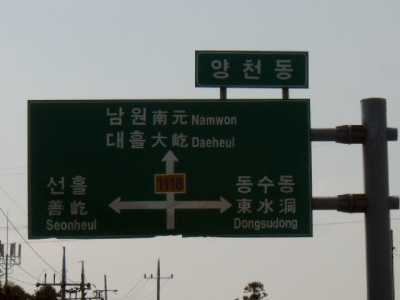 양천동
남원 南元 Namwon
대흘 大屹 Daeheul
1118
선흘
善屹
Seonheul
동수동
東水洞
Dongsudong